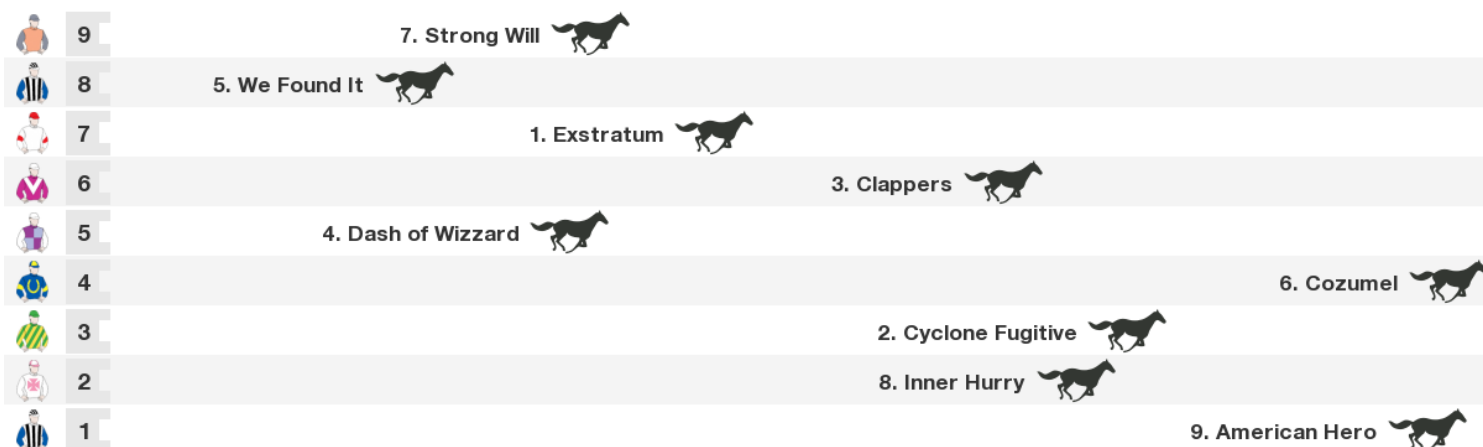 9 7. Strong Will
8 5. We Found It
7 1. Exstratum
6 3. Clappers
5 4. Dash of Wizzard
4 6. Cozumel
3 2. Cyclone Fugitive
2 8. Inner Hurry
1 9. American Hero